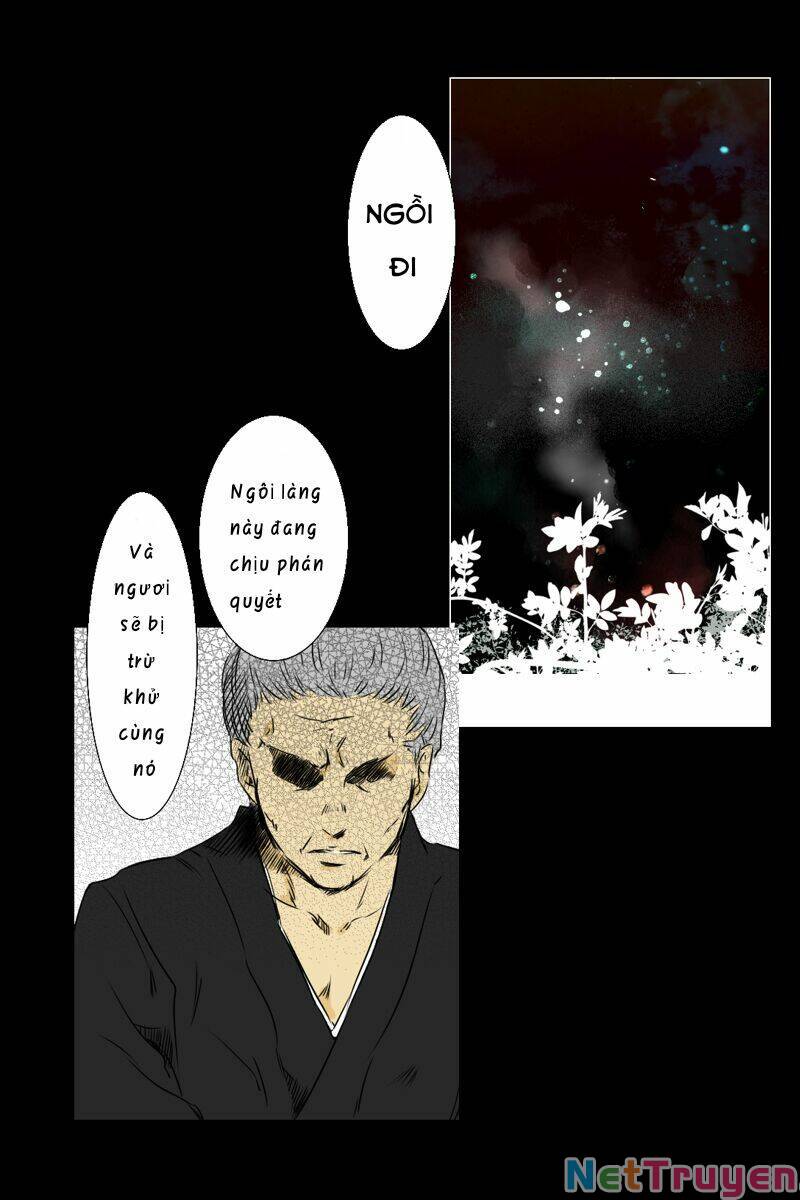 NGỒI
ĐI
Ngôi làng
này đang
chịu phán
quyết
Và
ngươi
sẽ bị
trừ
khử
cùng
nó
NetTruyen